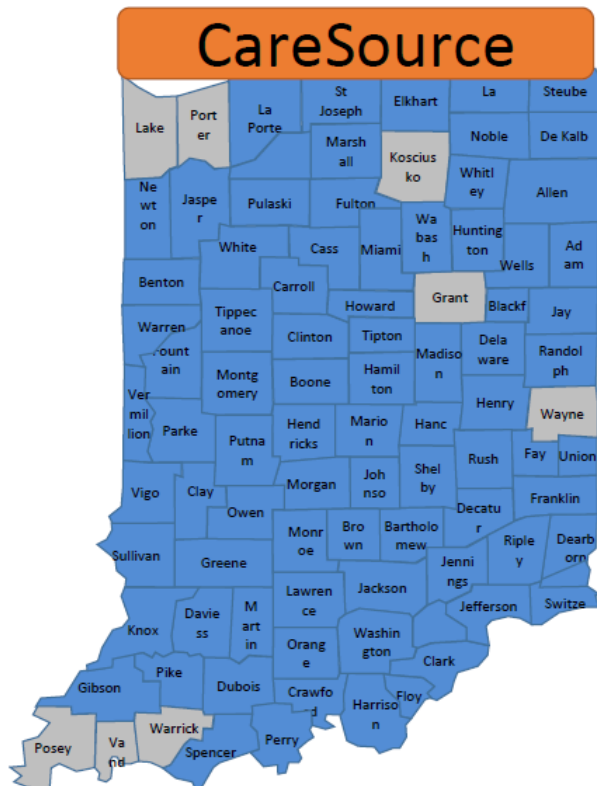 CareSource
Lake
Port
er
La
Porte
St
Joseph
Elkhart
La
Steube
Marsh
all
Noble
De Kalb
Koscius
ko
Whitl
ey
Allen
Ne
wt
on
Jaspe
r
Pulaski
Fulton
Wa
bas
h
Hunting
ton
Ad
am
White
Cass
Miami
Wells
Benton
Carroll
Grant
Blackf
Jay
Howard
Warren
Tippec
anoe
Clinton
Tipton
Madiso
n
Dela
ware
Randol
ph
ount
ain
Montg
omery
Boone
Hamil
ton
Henry
Wayne
Ver
mil
lion
Parke
Putna
m
Hend
ricks
Mario
n
Hanc
Rush
Fay
Union
Vigo
Clay
Morgan
Joh
nso
Shel
by
Franklin
Owen
Decatu
r
Monr
oe
Bro
wn
Bartholo
mew
Riple
y
Dearb
orn
Sullivan
Greene
Jenni
ngs
Lawren
ce
Jackson
Jefferson
Switze
Knox
Davie
ss
M
art
in
Orang
e
Washin
gton
Clark
Gibson
Pike
Dubois
Crawfo
rd
Harriso
n
Floy
Posey
Va
nd
Warrick
Spencer
Perry